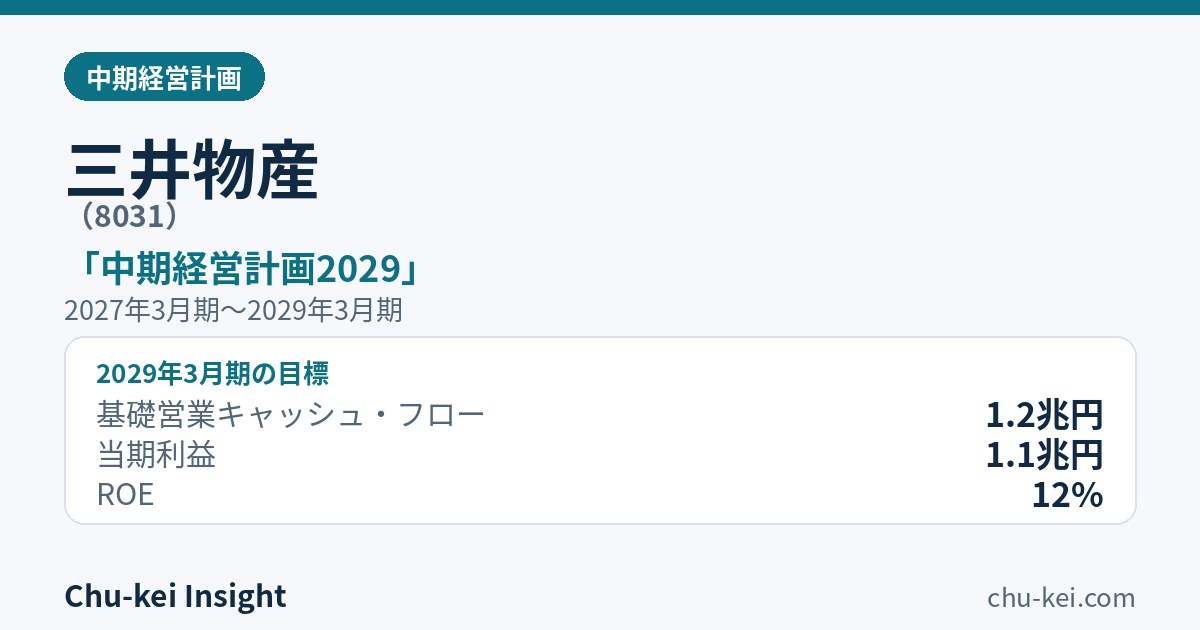 中期経営計画
三井物産
（8031）
「中期経営計画2029」
2027年3月期～2029年3月期
2029年3月期の目標
基礎営業キャッシュ・フロー 1.2兆円
当期利益 1.1兆円
ROE 12%
Chu-kei Insight chu-kei.com